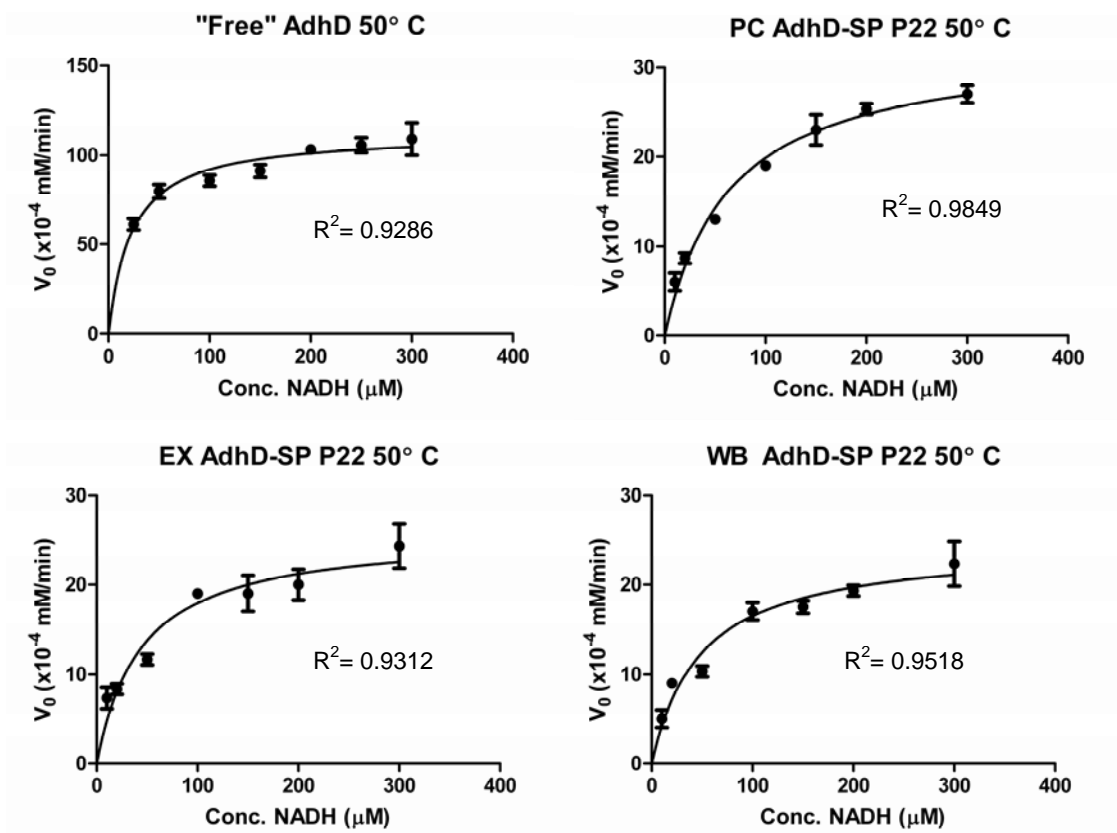 "Free" AdhD 50° C
150
100
50
0
V₀ (x10⁻⁴ mM/min)
R²= 0.9286
0 100 200 300 400
Conc. NADH (μM)
PC AdhD-SP P22 50° C
30
20
10
0
V₀ (x10⁻⁴ mM/min)
R²= 0.9849
0 100 200 300 400
Conc. NADH (μM)
EX AdhD-SP P22 50° C
30
20
10
0
V₀ (x10⁻⁴ mM/min)
R²= 0.9312
0 100 200 300 400
Conc. NADH (μM)
WB AdhD-SP P22 50° C
30
20
10
0
V₀ (x10⁻⁴ mM/min)
R²= 0.9518
0 100 200 300 400
Conc. NADH (μM)